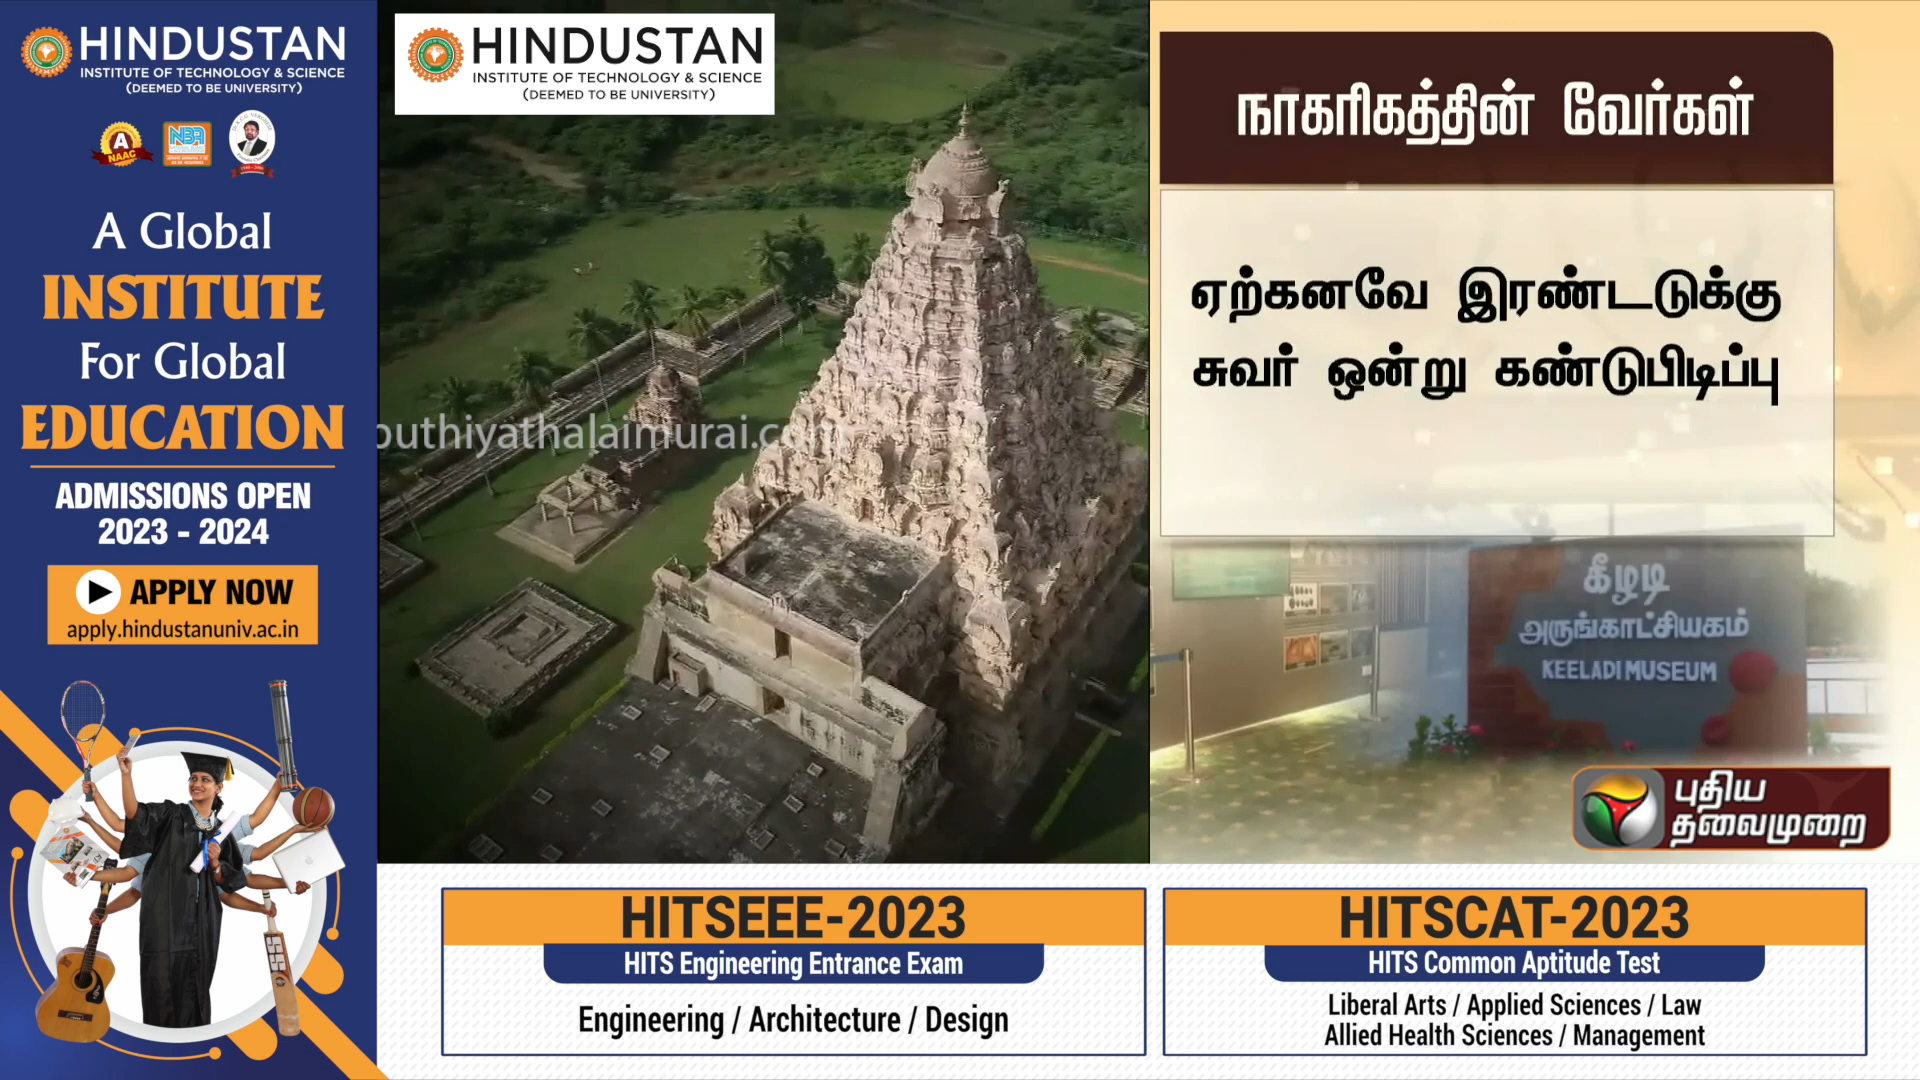 HINDUSTAN
INSTITUTE OF TECHNOLOGY & SCIENCE
(DEEMED TO BE UNIVERSITY)
A
NAAC
NBA
A Global
INSTITUTE
For Global
EDUCATION
ADMISSIONS OPEN
2023 - 2024
APPLY NOW
apply.hindustanuniv.ac.in
HINDUSTAN
INSTITUTE OF TECHNOLOGY & SCIENCE
(DEEMED TO BE UNIVERSITY)
puthiyathalaimurai.com
நாகரிகத்தின் வேர்கள்
ஏற்கனவே இரண்டடுக்கு
சுவர் ஒன்று கண்டுபிடிப்பு
கீழடி
அருங்காட்சியகம்
KEELADI MUSEUM
புதிய
தலைமுறை
HITSEEE-2023
HITS Engineering Entrance Exam
Engineering / Architecture / Design
HITSCAT-2023
HITS Common Aptitude Test
Liberal Arts / Applied Sciences / Law
Allied Health Sciences / Management